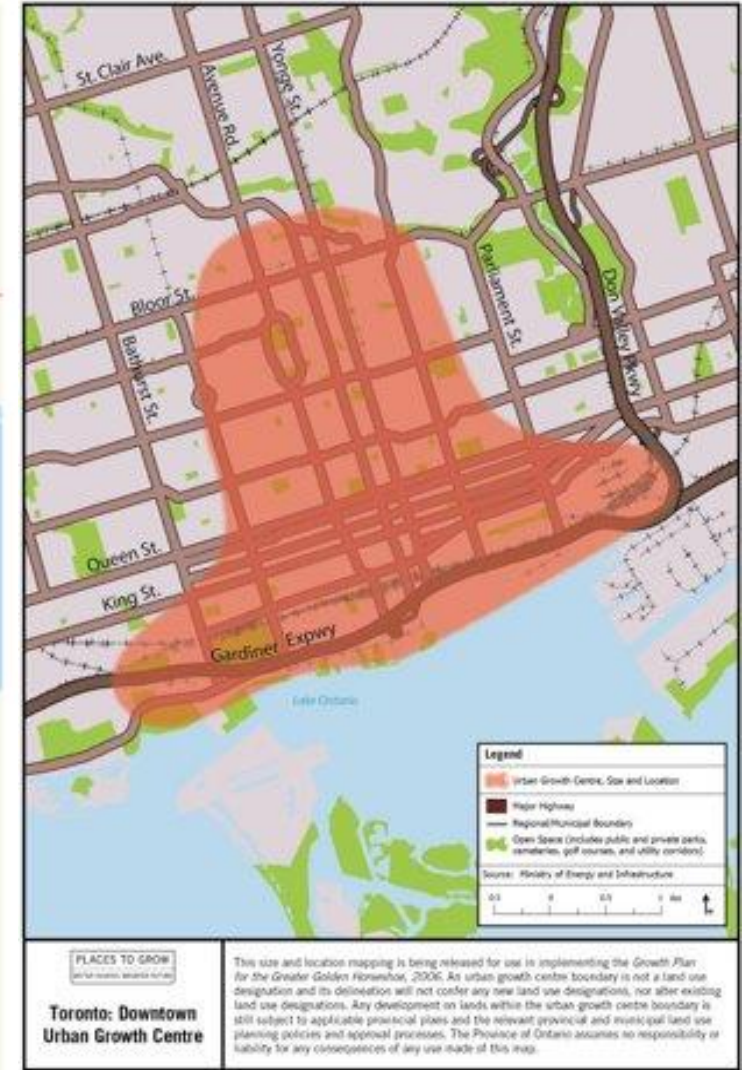 St. Clair Ave.
Avenue Rd.
Yonge St.
Bloor St.
Bathurst St.
Parliament St.
Don Valley Pkwy
Queen St.
King St.
Gardiner Expwy
Lake Ontario
Legend
Urban Growth Centre, Size and Location
Major Highway
Regional/Municipal Boundary
Open Space (includes public and private parks,
cemeteries, golf courses, and utility corridors)
Source: Ministry of Energy and Infrastructure
0.5 0 0.5 1 km
PLACES TO GROW
Toronto: Downtown
Urban Growth Centre
This size and location mapping is being released for use in implementing the Growth Plan
for the Greater Golden Horseshoe, 2006. An urban growth centre boundary is not a land use
designation and its delineation will not confer any new land use designations, nor alter existing
land use designations. Any development on lands within the urban growth centre boundary is
still subject to applicable provincial plans and the relevant provincial and municipal land use
planning policies and approval processes. The Province of Ontario assumes no responsibility or
liability for any consequences of any use made of this map.